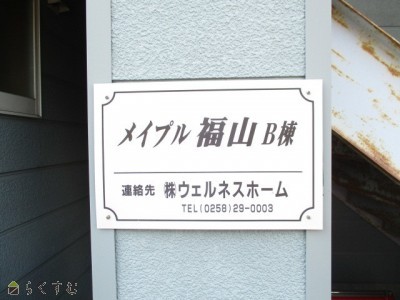 メイプル 福山 B棟
連絡先 ㈱ウェルネスホーム
TEL(0258)29-0003
らくすむ